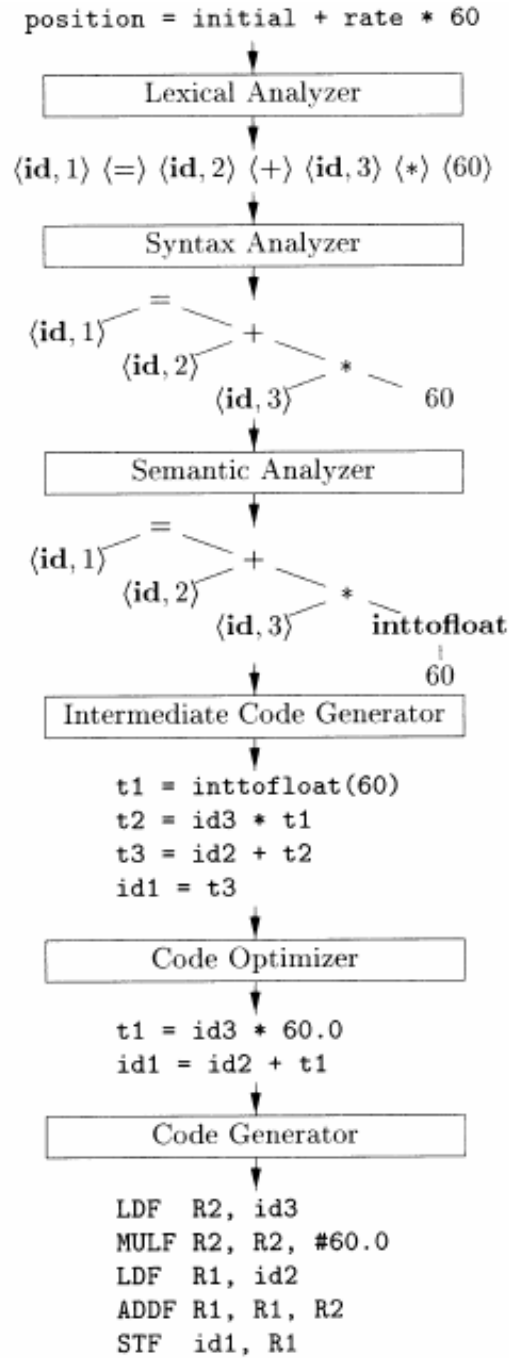 position = initial + rate * 60
Lexical Analyzer
⟨id, 1⟩ ⟨=⟩ ⟨id, 2⟩ ⟨+⟩ ⟨id, 3⟩ ⟨*⟩ ⟨60⟩
Syntax Analyzer
=
⟨id, 1⟩ +
⟨id, 2⟩ *
⟨id, 3⟩ 60
Semantic Analyzer
=
⟨id, 1⟩ +
⟨id, 2⟩ *
⟨id, 3⟩ inttofloat
60
Intermediate Code Generator
t1 = inttofloat(60)
t2 = id3 * t1
t3 = id2 + t2
id1 = t3
Code Optimizer
t1 = id3 * 60.0
id1 = id2 + t1
Code Generator
LDF R2, id3
MULF R2, R2, #60.0
LDF R1, id2
ADDF R1, R1, R2
STF id1, R1